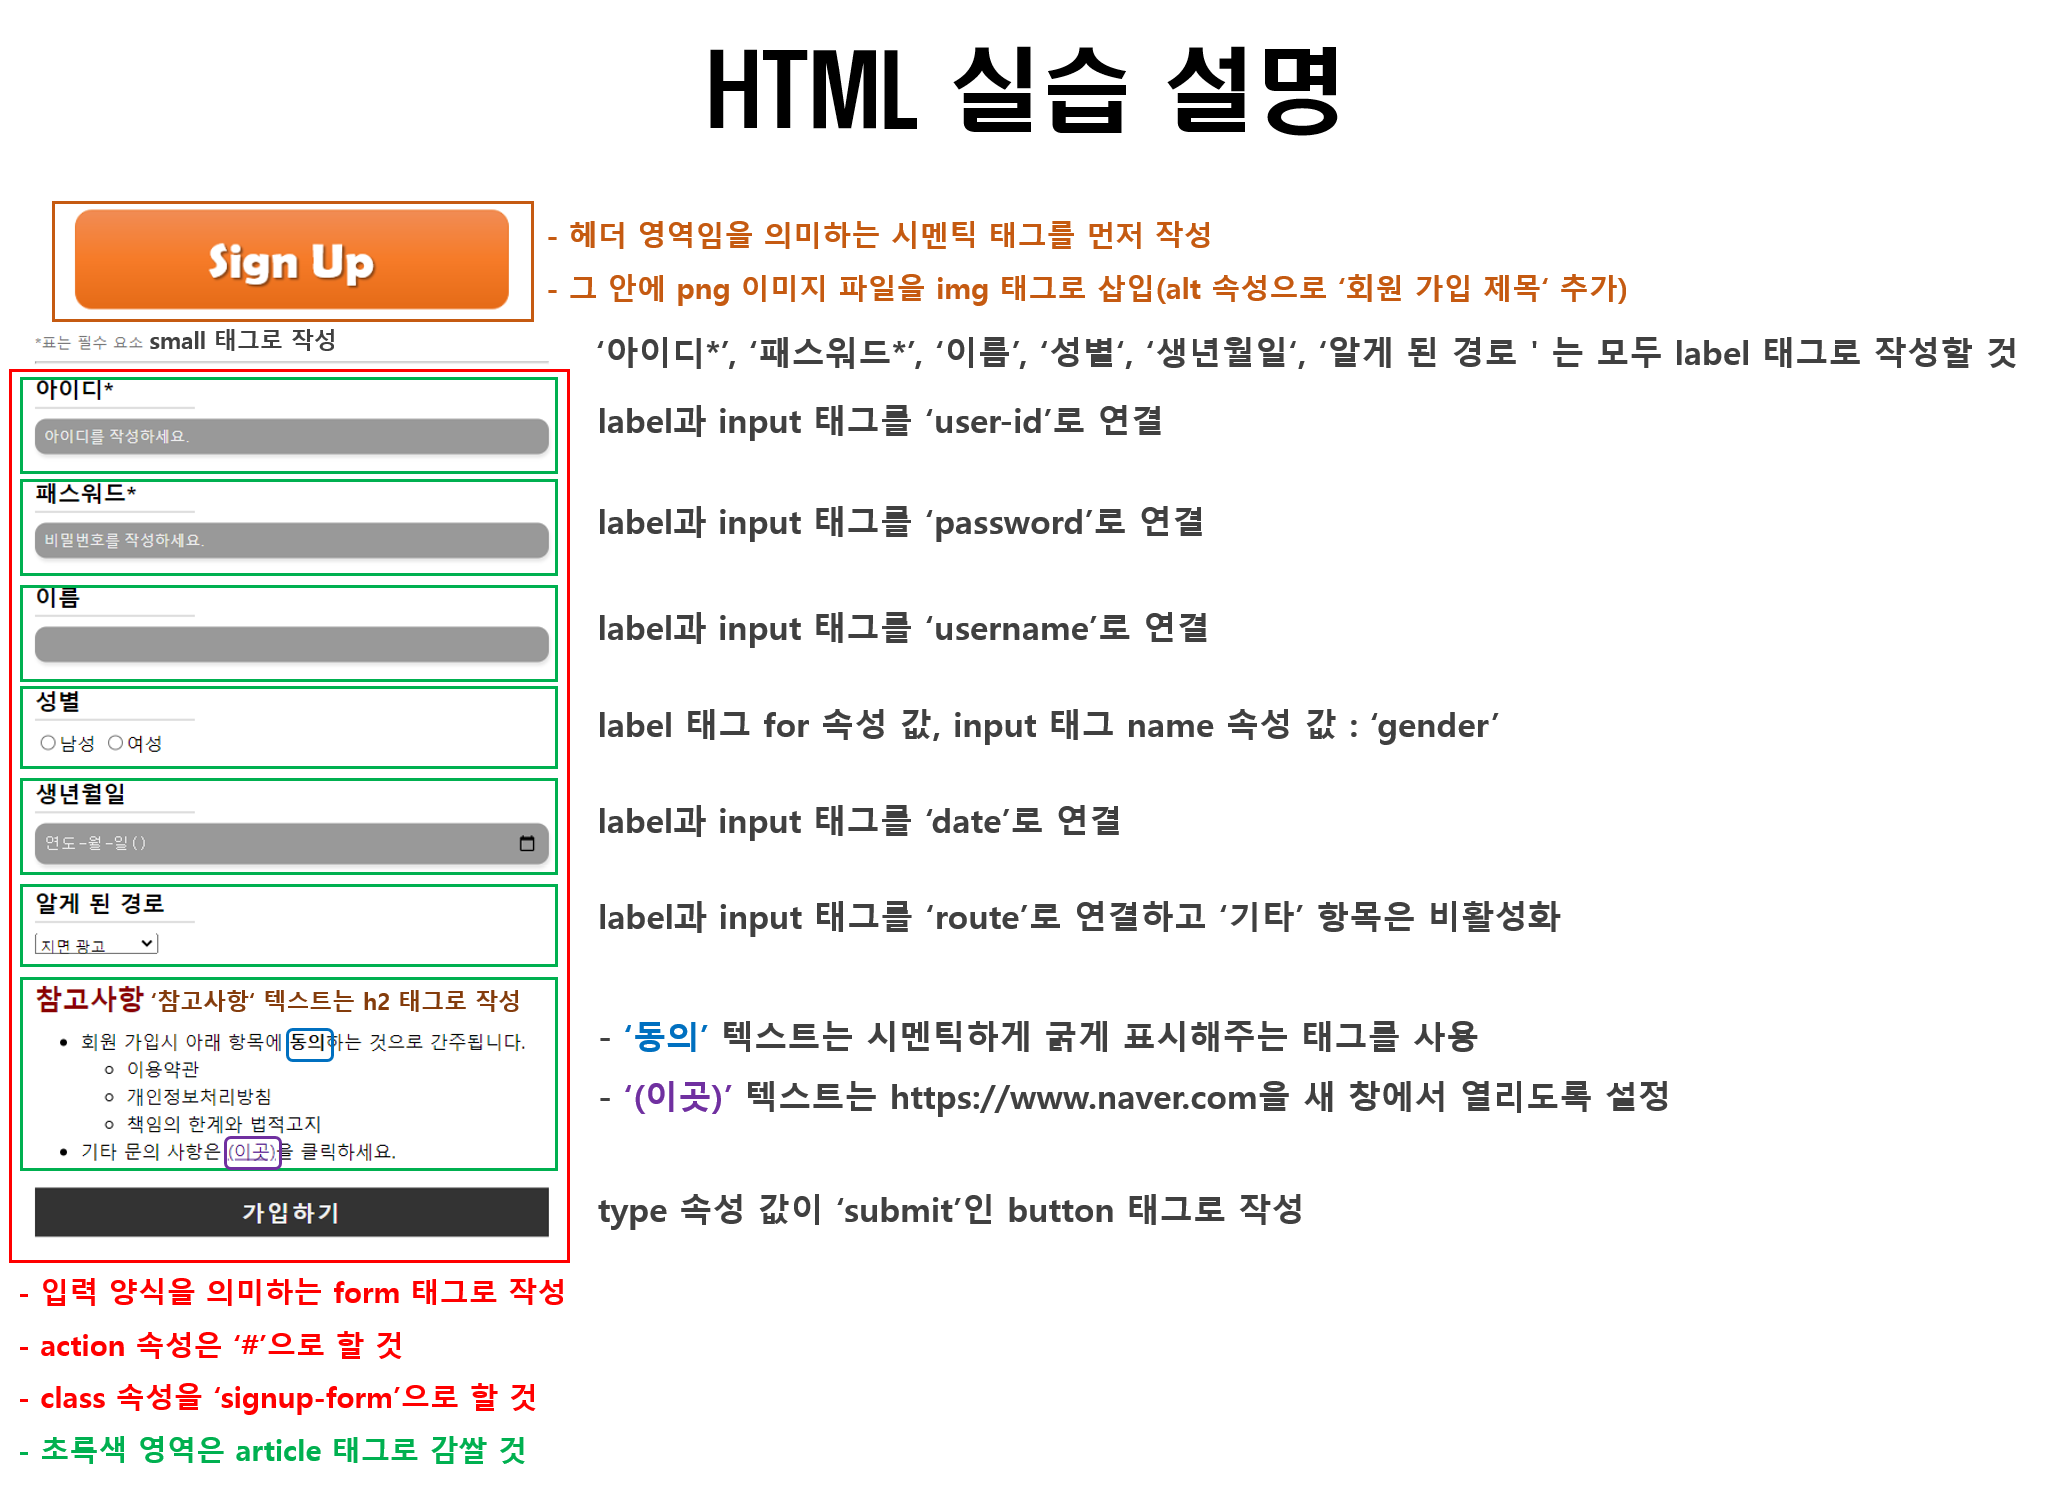 HTML 실습 설명
Sign Up
- 헤더 영역임을 의미하는 시멘틱 태그를 먼저 작성
- 그 안에 png 이미지 파일을 img 태그로 삽입(alt 속성으로 ‘회원 가입 제목‘ 추가)
*표는 필수 요소 small 태그로 작성
‘아이디*’, ‘패스워드*’, ‘이름’, ‘성별‘, ‘생년월일‘, ‘알게 된 경로 ' 는 모두 label 태그로 작성할 것
아이디*
아이디를 작성하세요.
label과 input 태그를 ‘user-id’로 연결
패스워드*
비밀번호를 작성하세요.
label과 input 태그를 ‘password’로 연결
이름
label과 input 태그를 ‘username’로 연결
성별
남성 여성
label 태그 for 속성 값, input 태그 name 속성 값 : ‘gender’
생년월일
연도-월-일()
label과 input 태그를 ‘date’로 연결
알게 된 경로
지면 광고
label과 input 태그를 ‘route’로 연결하고 ‘기타’ 항목은 비활성화
참고사항 ‘참고사항‘ 텍스트는 h2 태그로 작성
• 회원 가입시 아래 항목에 동의하는 것으로 간주됩니다.
◦ 이용약관
◦ 개인정보처리방침
◦ 책임의 한계와 법적고지
• 기타 문의 사항은 (이곳)을 클릭하세요.
- ‘동의’ 텍스트는 시멘틱하게 굵게 표시해주는 태그를 사용
- ‘(이곳)’ 텍스트는 https://www.naver.com을 새 창에서 열리도록 설정
가입하기
type 속성 값이 ‘submit’인 button 태그로 작성
- 입력 양식을 의미하는 form 태그로 작성
- action 속성은 ‘#’으로 할 것
- class 속성을 ‘signup-form’으로 할 것
- 초록색 영역은 article 태그로 감쌀 것